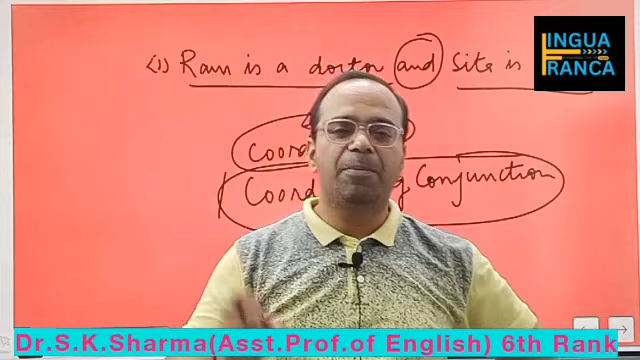 (1) Ram is a doctor and Sita is
LINGUA
FRANCA
coord
Coord g Conjunction
Dr.S.K.Sharma(Asst.Prof.of English) 6th Rank